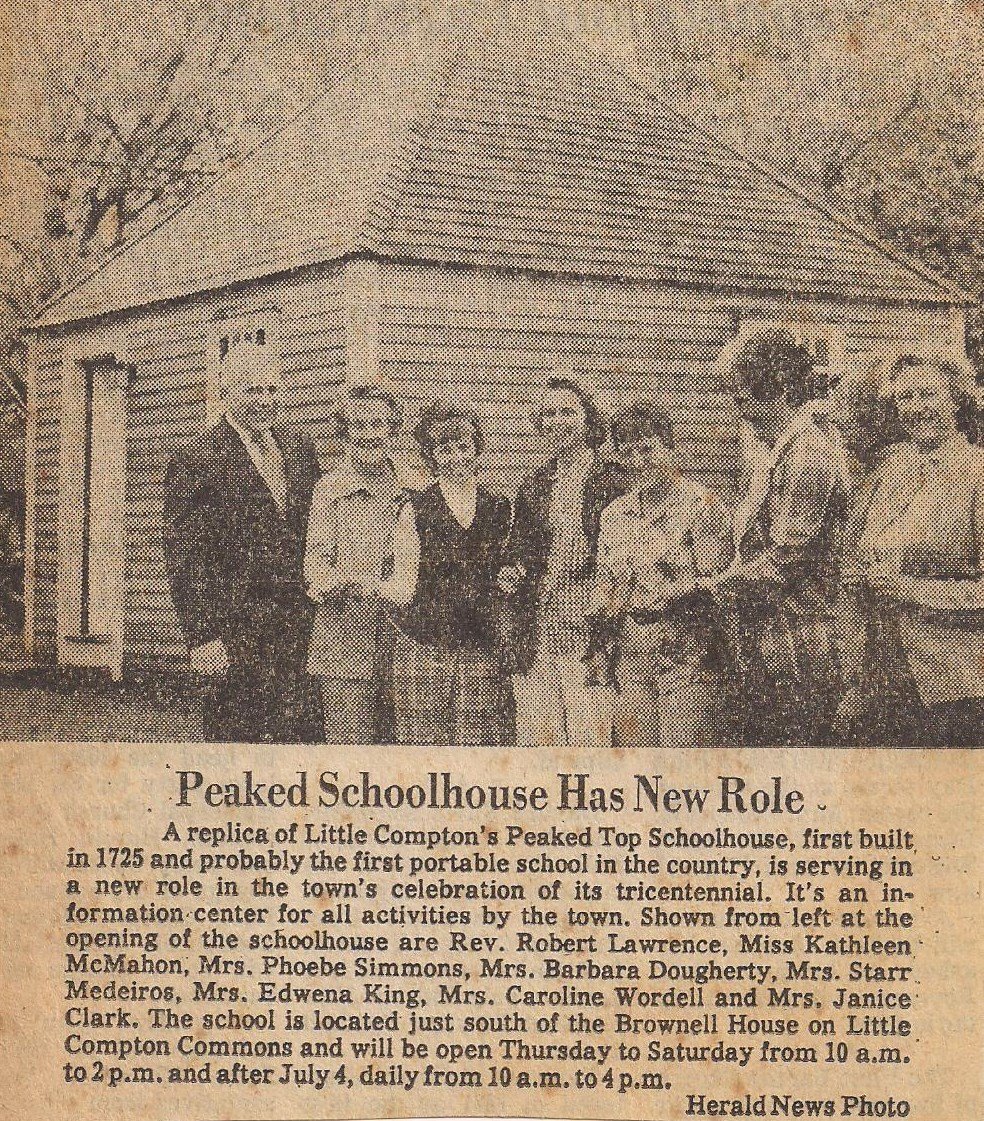 Peaked Schoolhouse Has New Role
A replica of Little Compton's Peaked Top Schoolhouse, first built
in 1725 and probably the first portable school in the country, is serving in
a new role in the town's celebration of its tricentennial. It's an in-
formation center for all activities by the town. Shown from left at the
opening of the schoolhouse are Rev. Robert Lawrence, Miss Kathleen
McMahon, Mrs. Phoebe Simmons, Mrs. Barbara Dougherty, Mrs. Starr
Medeiros, Mrs. Edwena King, Mrs. Caroline Wordell and Mrs. Janice
Clark. The school is located just south of the Brownell House on Little
Compton Commons and will be open Thursday to Saturday from 10 a.m.
to 2 p.m. and after July 4, daily from 10 a.m. to 4 p.m.
Herald News Photo